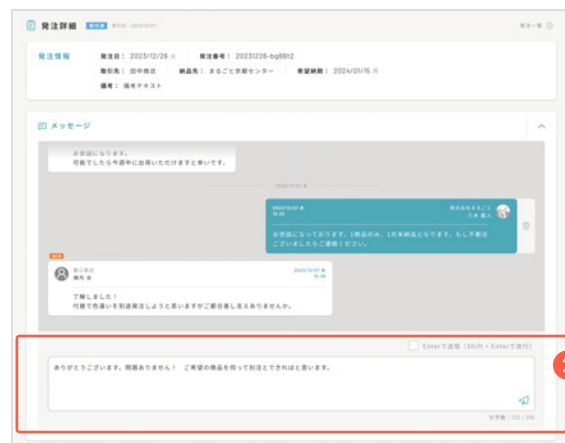 発注詳細
発注一覧
発注情報
発注日： 2023/12/26 火 発注番号： 20231226-bg86t2
取引先： 田中商店 納品先： まるごと京都センター 希望納期： 2024/01/15 月
備考： 備考テキスト
メッセージ
お世話になります。
可能でしたら今週中に出荷いただけますと幸いです。
お世話になっております。1商品のみ、1月末納品となります。もし不都合
ございましたらご連絡ください。
了解しました！
代替で色違いを別途発注しようと思いますがご都合差し支えありませんか。
Enterで送信 (Shift + Enterで改行)
ありがとうございます。問題ありません！ ご希望の商品を伺って別注とできればと思います。